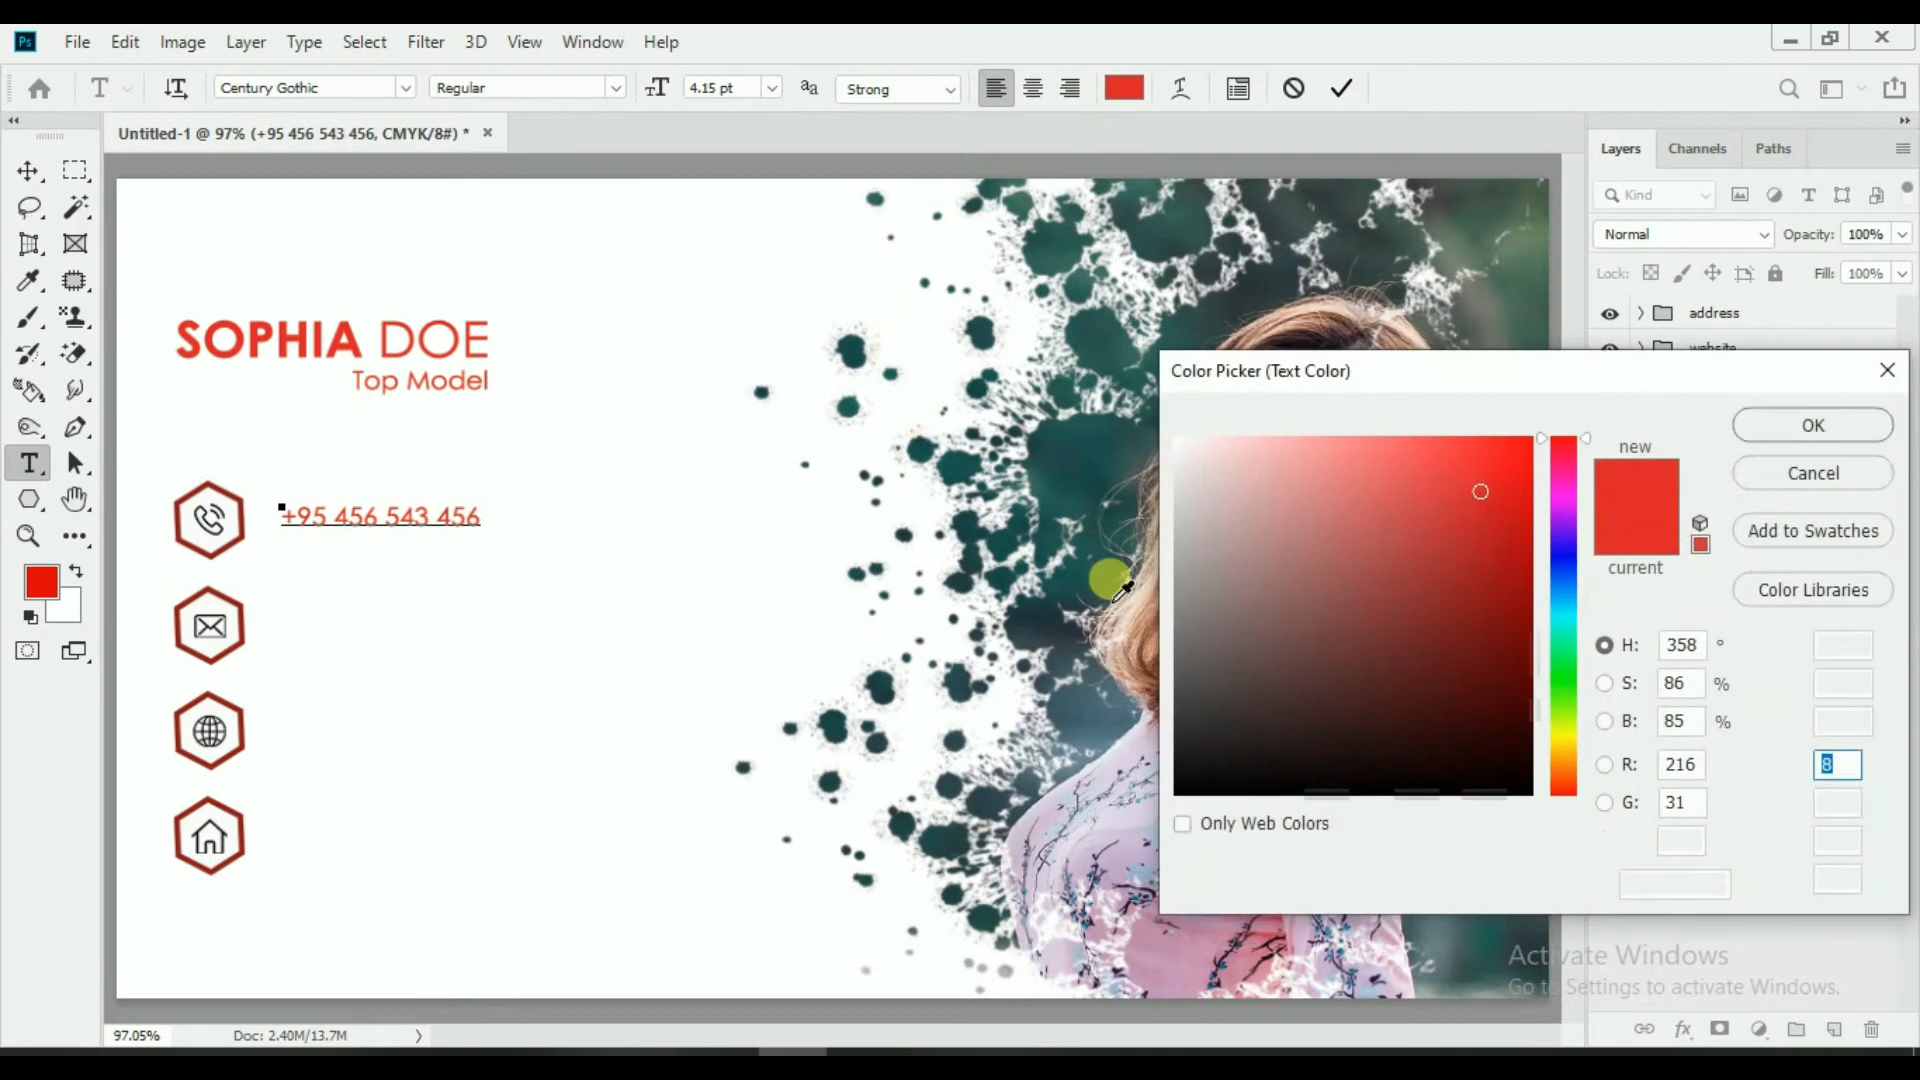 Ps File Edit Image Layer Type Select Filter 3D View Window Help
T Century Gothic Regular 4.15 pt aa Strong
Untitled-1 @ 97% (+95 456 543 456, CMYK/8#) *
Layers Channels Paths
Kind
Normal Opacity: 100%
Lock: Fill: 100%
address
SOPHIA DOE
Top Model
+95 456 543 456
Color Picker (Text Color)
new
current
OK
Cancel
Add to Swatches
Color Libraries
H: 358 °
S: 86 %
B: 85 %
R: 216 8
G: 31
Only Web Colors
Activate Windows
Go to Settings to activate Windows.
97.05% Doc: 2.40M/13.7M